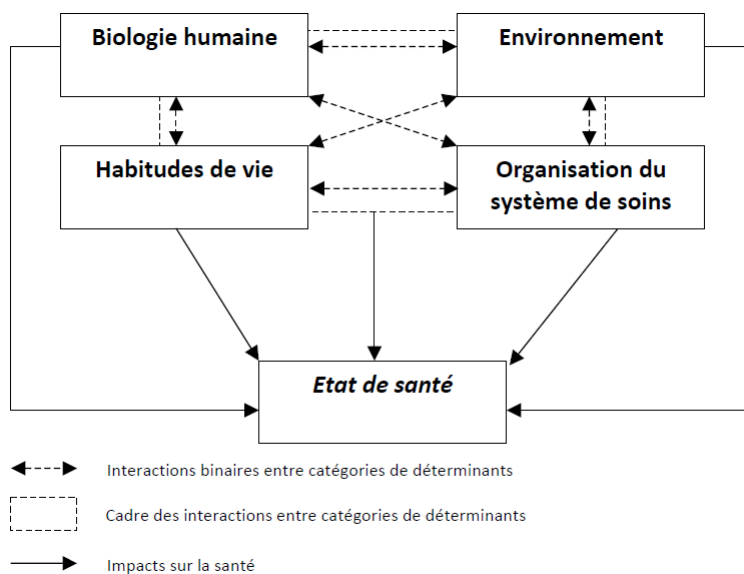 Biologie humaine
Environnement
Habitudes de vie
Organisation du
système de soins
Etat de santé
Interactions binaires entre catégories de déterminants
Cadre des interactions entre catégories de déterminants
Impacts sur la santé